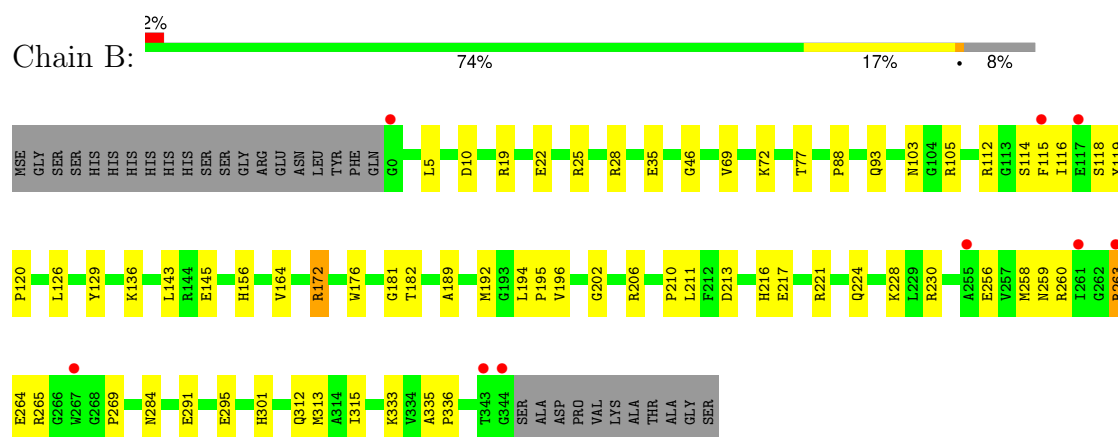 2%
Chain B:
74% 17% • 8%
MSE GLY SER SER HIS HIS HIS HIS HIS HIS SER SER GLY ARG GLU ASN LEU TYR PHE GLN G0 L5 D10 R19 E22 R25 R28 E35 G46 V69 K72 T77 P88 Q93 N103 G104 R105 R112 G113 S114 F115 I116 E117 S118 Y119
P120 L126 Y129 K136 L143 R144 E145 H156 V164 R172 W176 G181 T182 A189 M192 G193 L194 P195 V196 G202 R206 P210 L211 F212 D213 H216 E217 R221 Q224 K228 L229 R230 A255 E256 V257 M258 N259 R260 I261 G262
E264 R265 G266 W267 G268 P269 N284 E291 E295 H301 Q312 M313 A314 I315 K333 V334 A335 P336 T343 G344 SER ALA ASP PRO VAL LYS ALA THR ALA GLY SER